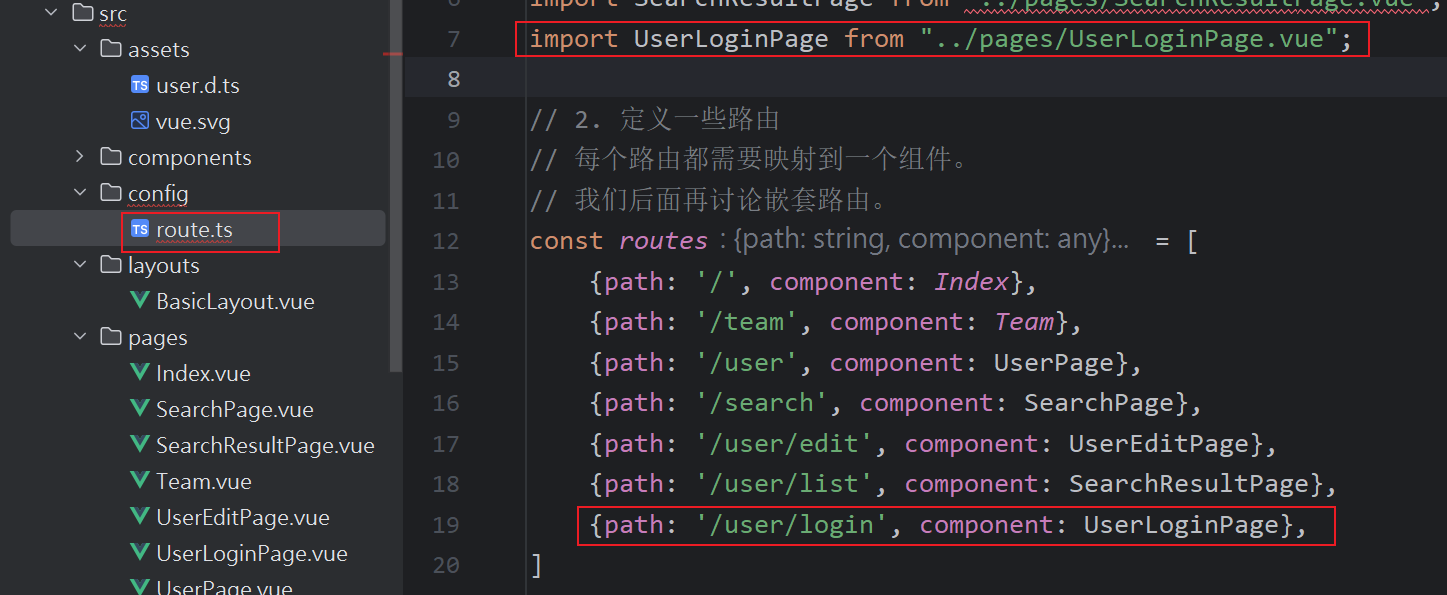 src
assets
user.d.ts
vue.svg
components
config
route.ts
layouts
BasicLayout.vue
pages
Index.vue
SearchPage.vue
SearchResultPage.vue
Team.vue
UserEditPage.vue
UserLoginPage.vue
UserPage.vue
6 import SearchResultPage from "../pages/SearchResultPage.vue";
7 import UserLoginPage from "../pages/UserLoginPage.vue";
8
9 // 2. 定义一些路由
10 // 每个路由都需要映射到一个组件。
11 // 我们后面再讨论嵌套路由。
12 const routes : {path: string, component: any}... = [
13 {path: '/', component: Index},
14 {path: '/team', component: Team},
15 {path: '/user', component: UserPage},
16 {path: '/search', component: SearchPage},
17 {path: '/user/edit', component: UserEditPage},
18 {path: '/user/list', component: SearchResultPage},
19 {path: '/user/login', component: UserLoginPage},
20 ]